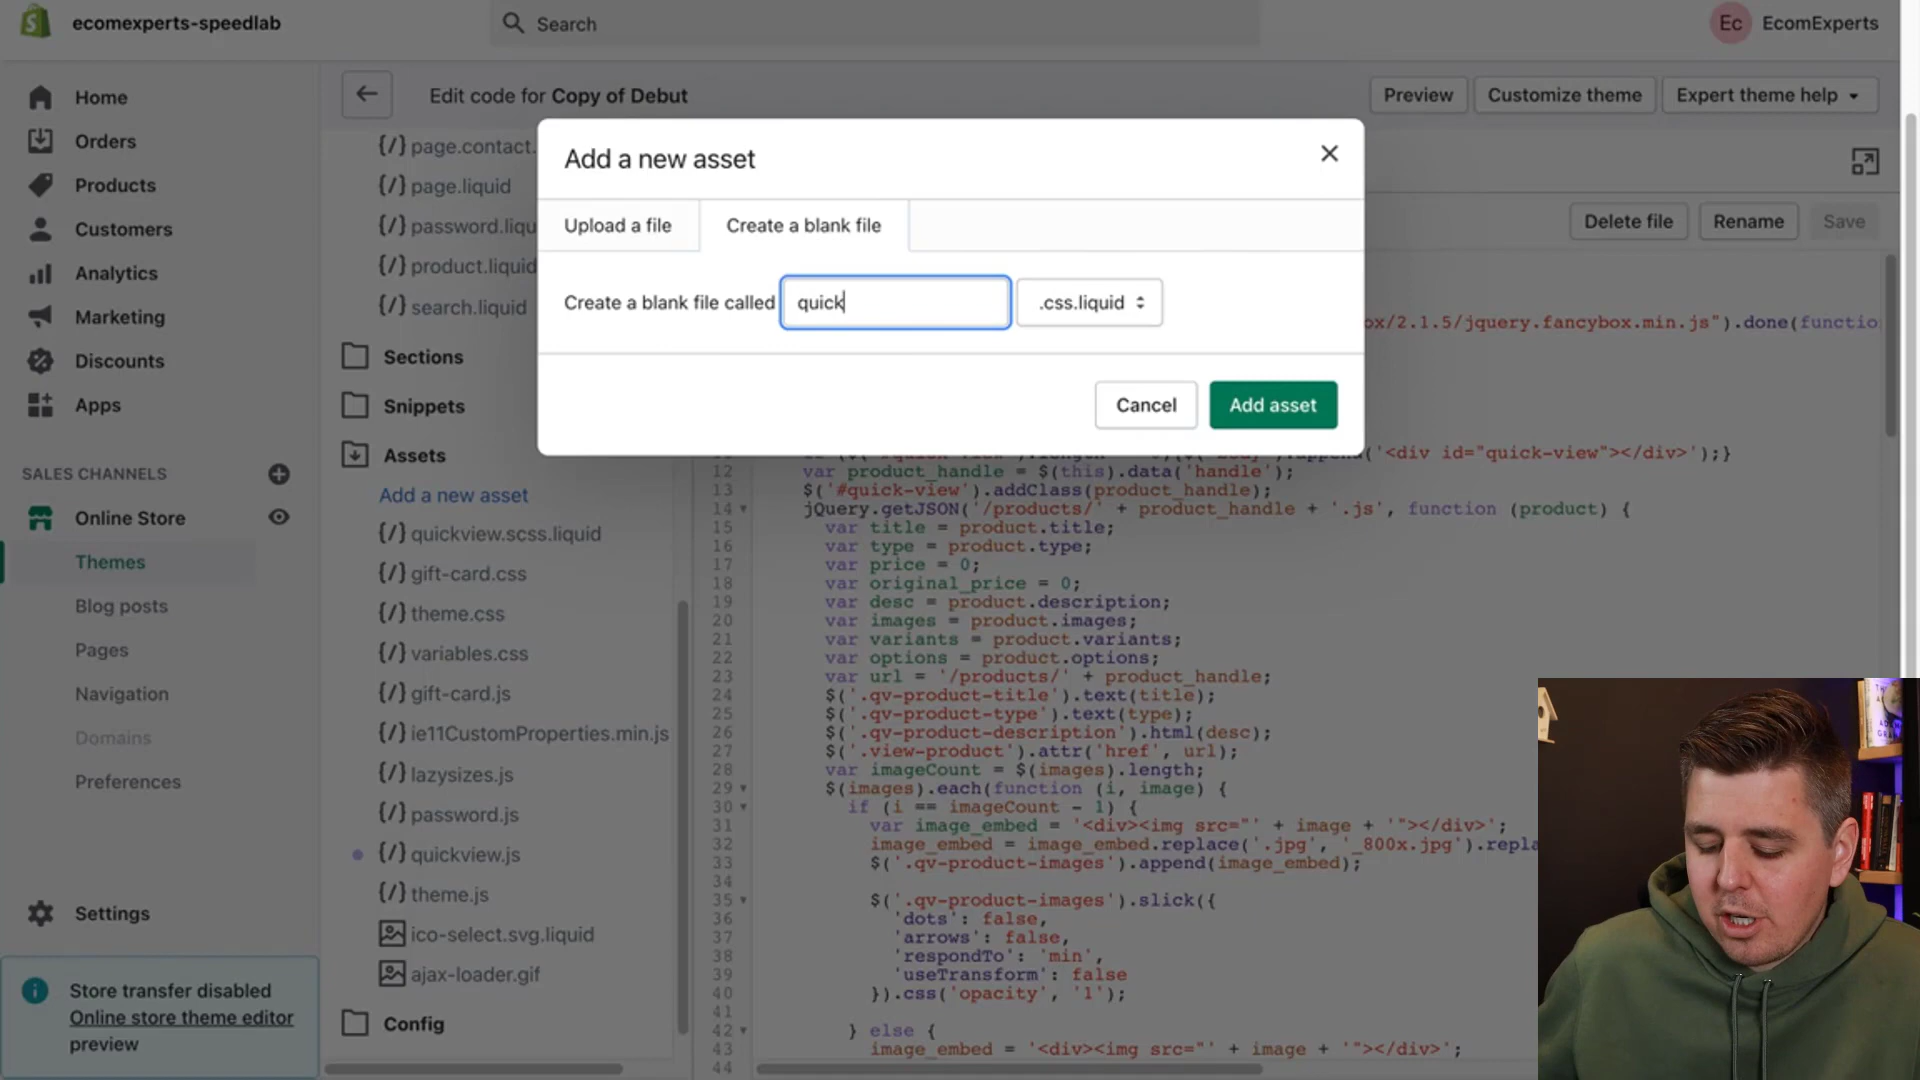 ecomexperts-speedlab
Search
Ec EcomExperts
Home
Orders
Products
Customers
Analytics
Marketing
Discounts
Apps
SALES CHANNELS
Online Store
Themes
Blog posts
Pages
Navigation
Domains
Preferences
Settings
Store transfer disabled
Online store theme editor
preview
Edit code for Copy of Debut
Preview
Customize theme
Expert theme help
{/} page.contact.
{/} page.liquid
{/} password.liqu
{/} product.liquid
{/} search.liquid
Sections
Snippets
Assets
Add a new asset
{/} quickview.scss.liquid
{/} gift-card.css
{/} theme.css
{/} variables.css
{/} gift-card.js
{/} ie11CustomProperties.min.js
{/} lazysizes.js
{/} password.js
{/} quickview.js
{/} theme.js
ico-select.svg.liquid
ajax-loader.gif
Config
Add a new asset
Upload a file
Create a blank file
Create a blank file called quick .css.liquid
Cancel
Add asset
Delete file
Rename
Save
ox/2.1.5/jquery.fancybox.min.js").done(functio
'<div id="quick-view"></div>');}
12 var product_handle = $(this).data('handle');
13 $('#quick-view').addClass(product_handle);
14 jQuery.getJSON('/products/' + product_handle + '.js', function (product) {
15 var title = product.title;
16 var type = product.type;
17 var price = 0;
18 var original_price = 0;
19 var desc = product.description;
20 var images = product.images;
21 var variants = product.variants;
22 var options = product.options;
23 var url = '/products/' + product_handle;
24 $('.qv-product-title').text(title);
25 $('.qv-product-type').text(type);
26 $('.qv-product-description').html(desc);
27 $('.view-product').attr('href', url);
28 var imageCount = $(images).length;
29 $(images).each(function (i, image) {
30 if (i == imageCount - 1) {
31 var image_embed = '<div><img src="' + image + '"></div>';
32 image_embed = image_embed.replace('.jpg', '_800x.jpg').repla
33 $('.qv-product-images').append(image_embed);
34
35 $('.qv-product-images').slick({
36 'dots': false,
37 'arrows': false,
38 'respondTo': 'min',
39 'useTransform': false
40 }).css('opacity', '1');
41
42 } else {
43 image_embed = '<div><img src="' + image + '"></div>';
44